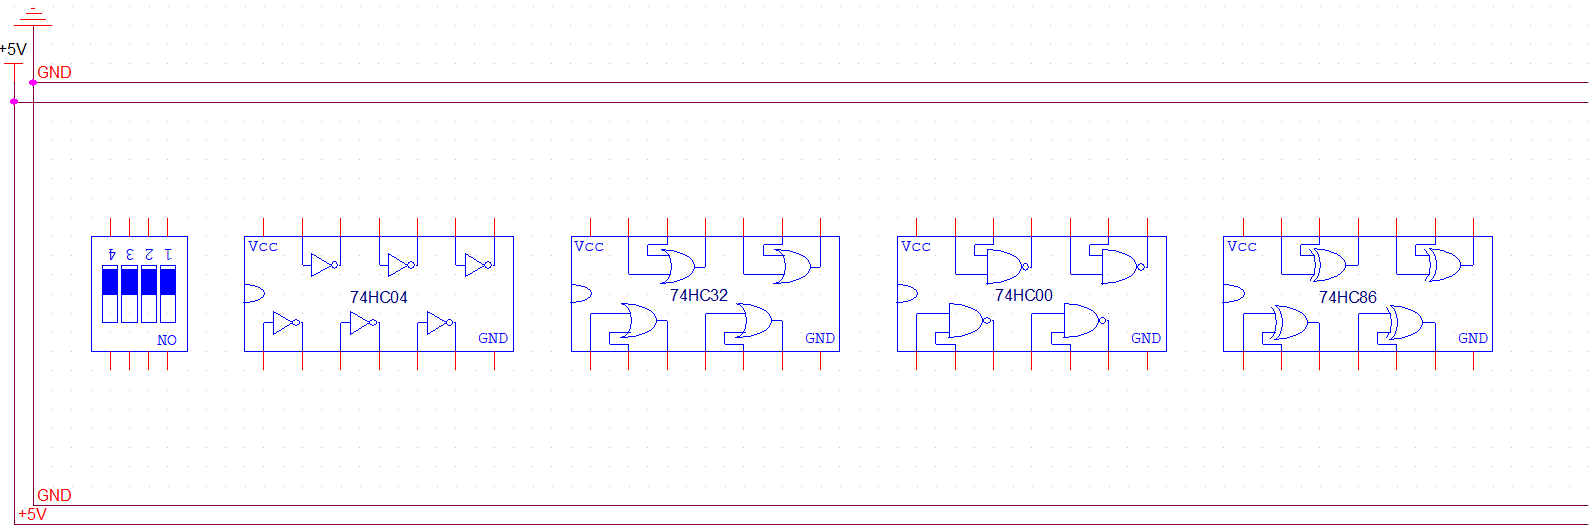 +5V
GND
4 3 2 1
ON
Vcc
74HC04
GND
Vcc
74HC32
GND
Vcc
74HC00
GND
Vcc
74HC86
GND
GND
+5V